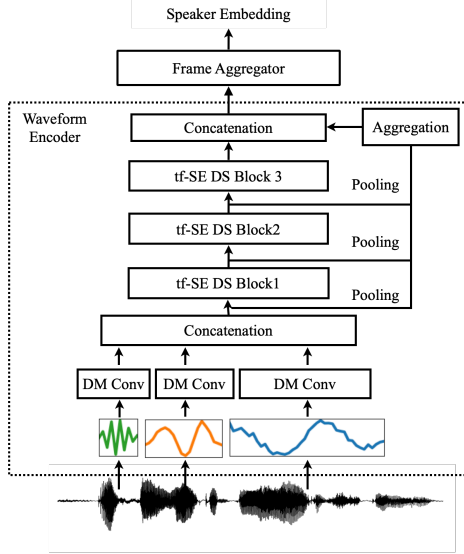 Speaker Embedding
Frame Aggregator
Waveform
Encoder
Concatenation
Aggregation
tf-SE DS Block 3
Pooling
tf-SE DS Block2
Pooling
tf-SE DS Block1
Pooling
Concatenation
DM Conv
DM Conv
DM Conv